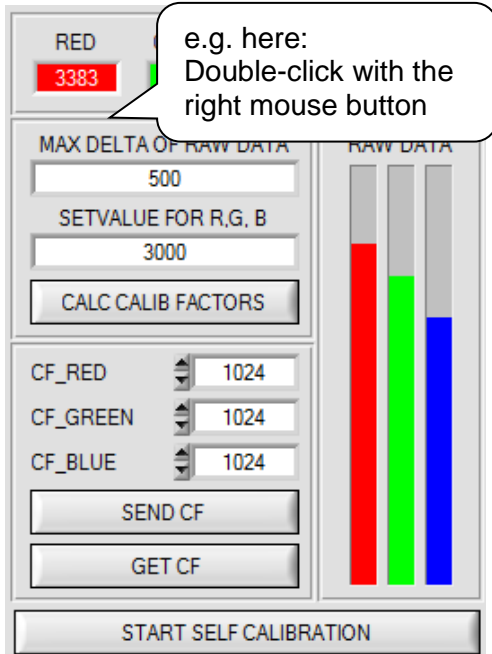 RED
e.g. here:
Double-click with the
right mouse button
3383
MAX DELTA OF RAW DATA
RAW DATA
500
SETVALUE FOR R,G, B
3000
CALC CALIB FACTORS
CF_RED 1024
CF_GREEN 1024
CF_BLUE 1024
SEND CF
GET CF
START SELF CALIBRATION